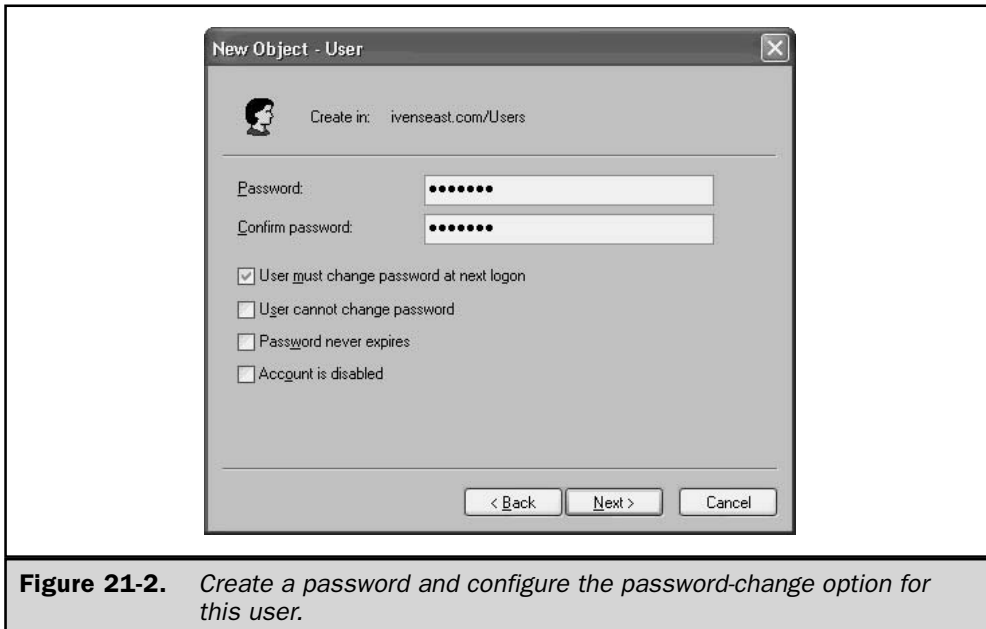 New Object - User
Create in: ivenseast.com/Users
Password: •••••••
Confirm password: •••••••
User must change password at next logon
User cannot change password
Password never expires
Account is disabled
< Back Next > Cancel
Figure 21-2. Create a password and configure the password-change option for
this user.